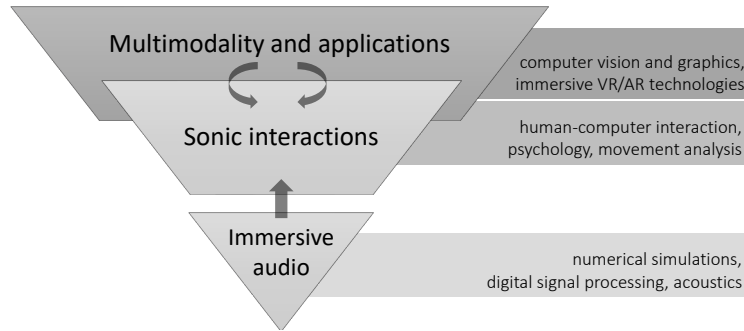 Multimodality and applications
computer vision and graphics,
immersive VR/AR technologies
Sonic interactions
human-computer interaction,
psychology, movement analysis
Immersive
audio
numerical simulations,
digital signal processing, acoustics